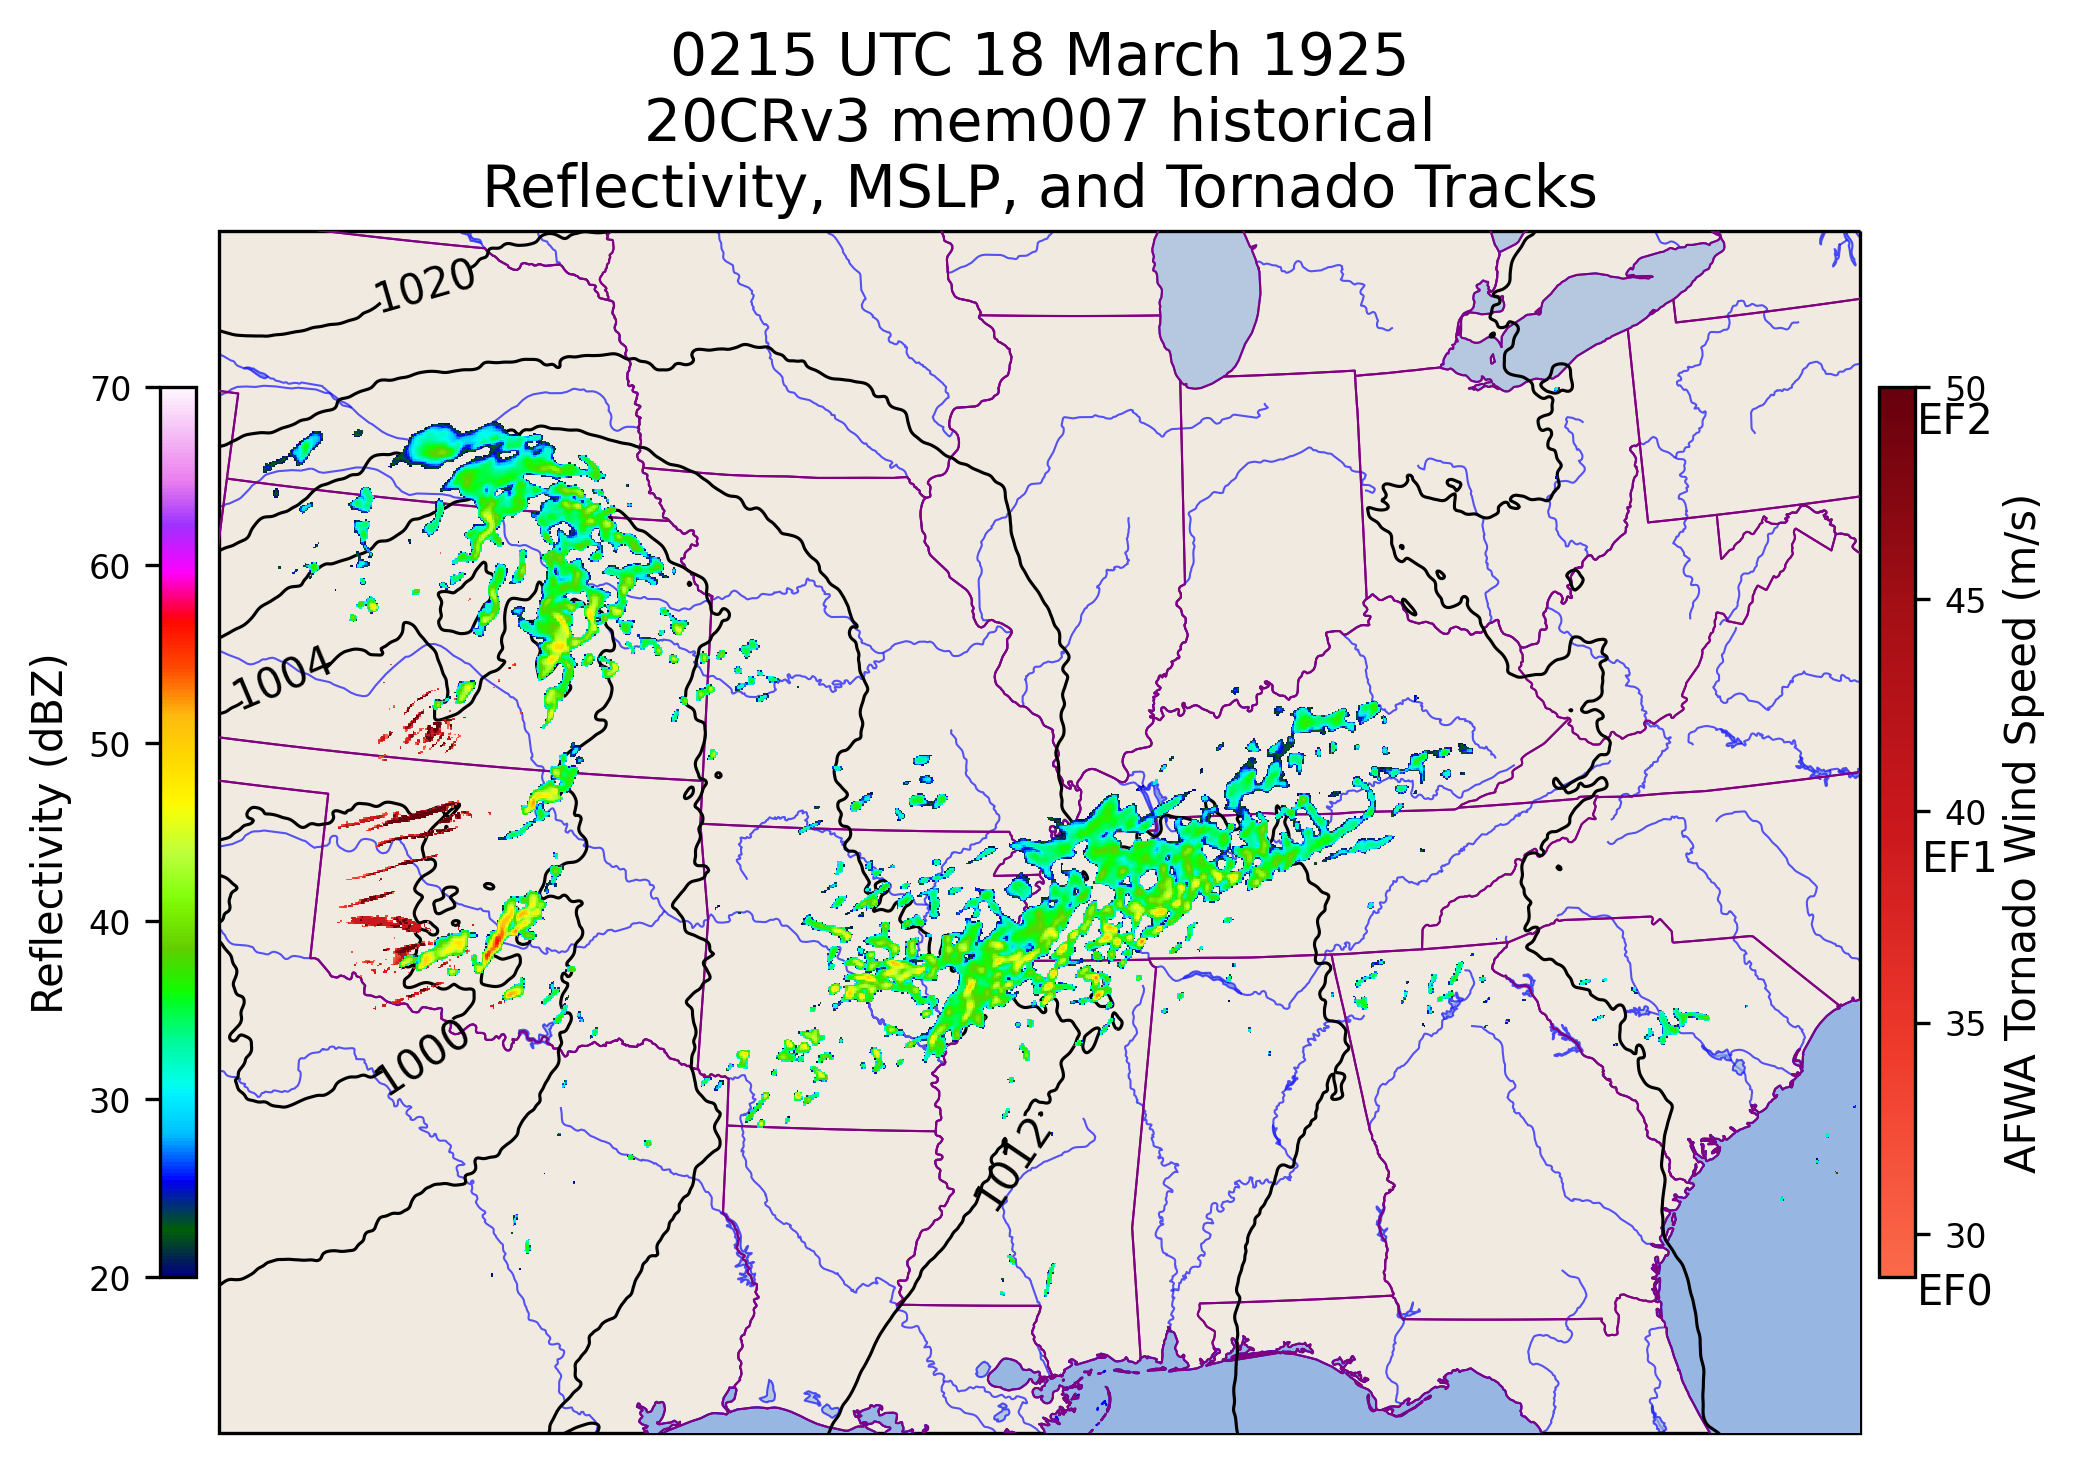 0215 UTC 18 March 1925
20CRv3 mem007 historical
Reflectivity, MSLP, and Tornado Tracks
1020
1004
1000
1012
70
60
50
40
30
20
Reflectivity (dBZ)
50
EF2
45
40
EF1
35
30
EF0
AFWA Tornado Wind Speed (m/s)